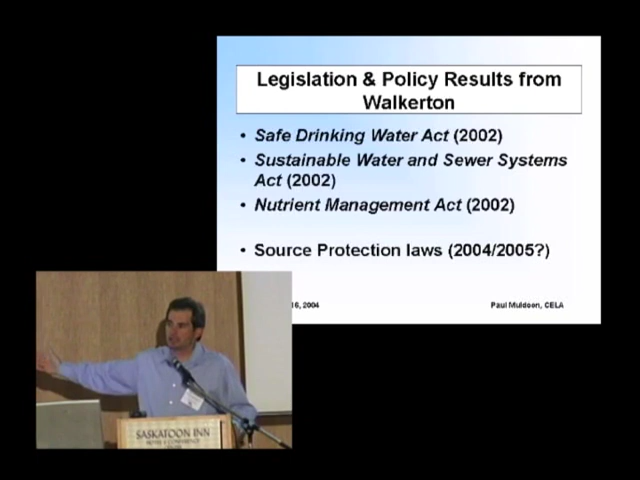 Legislation & Policy Results from
Walkerton
• Safe Drinking Water Act (2002)
• Sustainable Water and Sewer Systems
Act (2002)
• Nutrient Management Act (2002)
• Source Protection laws (2004/2005?)
16, 2004
Paul Muldoon, CELA
SASKATOON INN